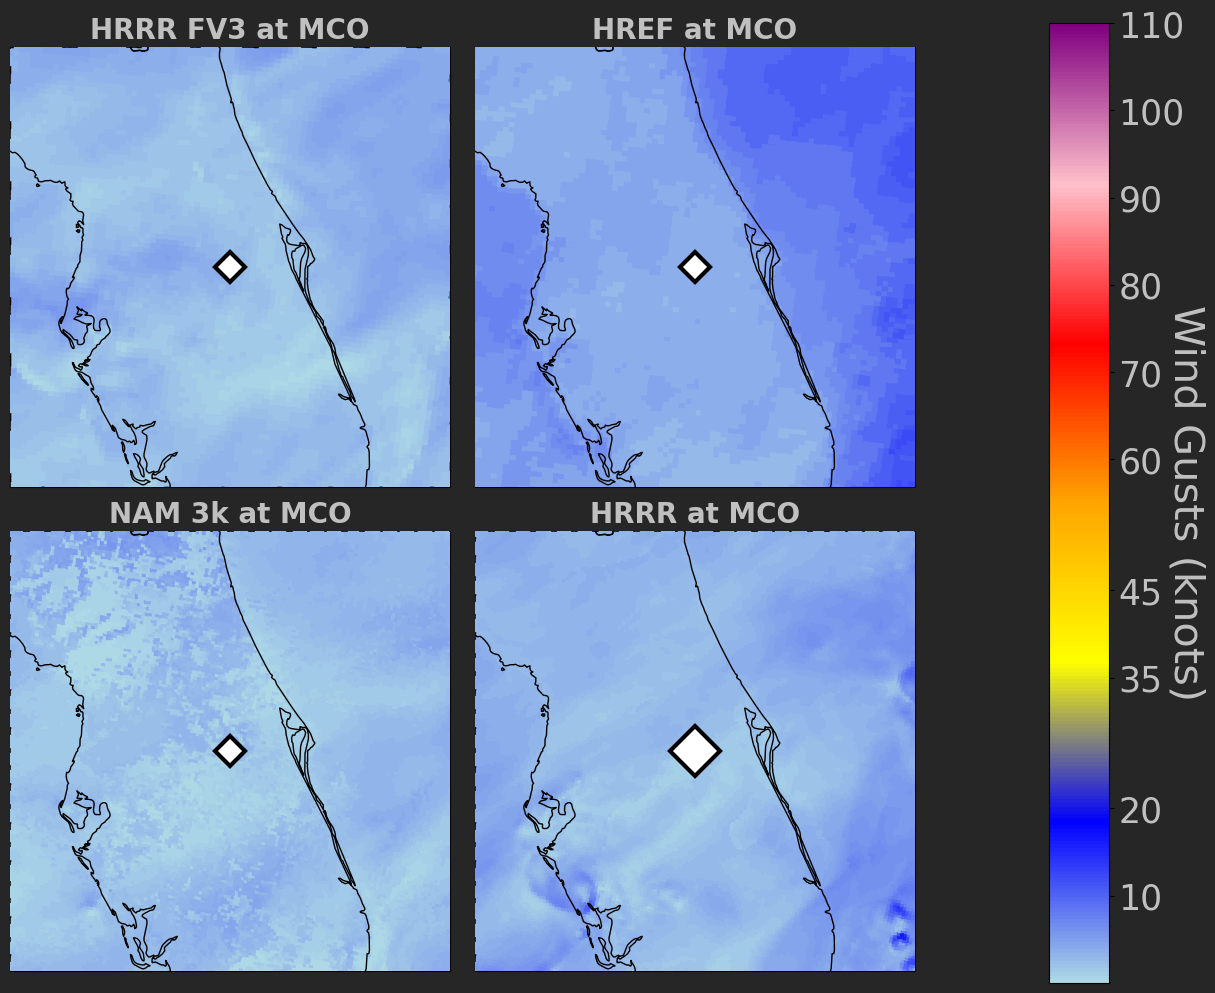 HRRR FV3 at MCO
HREF at MCO
NAM 3k at MCO
HRRR at MCO
110
100
90
80
70
60
45
35
20
10
Wind Gusts (knots)